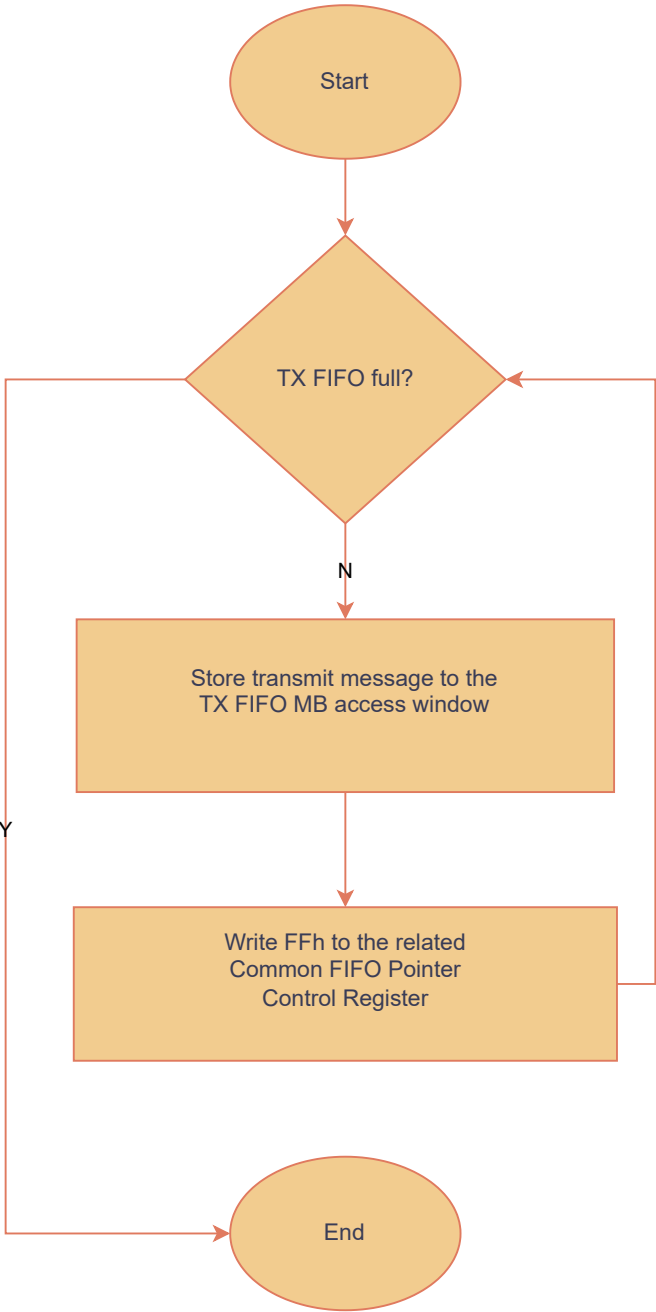 Start
TX FIFO full?
N
Store transmit message to the
TX FIFO MB access window
Y
Write FFh to the related
Common FIFO Pointer
Control Register
End